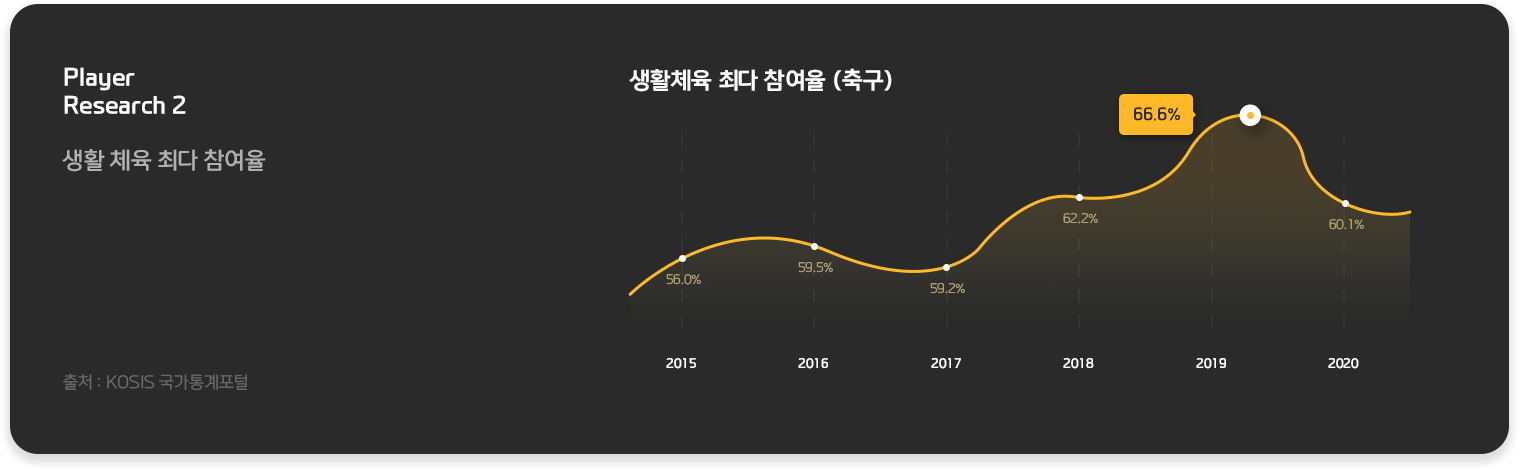 Player
Research 2
생활 체육 최다 참여율
출처 : KOSIS 국가통계포털
생활체육 최다 참여율 (축구)
66.6%
56.0%
59.5%
59.2%
62.2%
60.1%
2015
2016
2017
2018
2019
2020